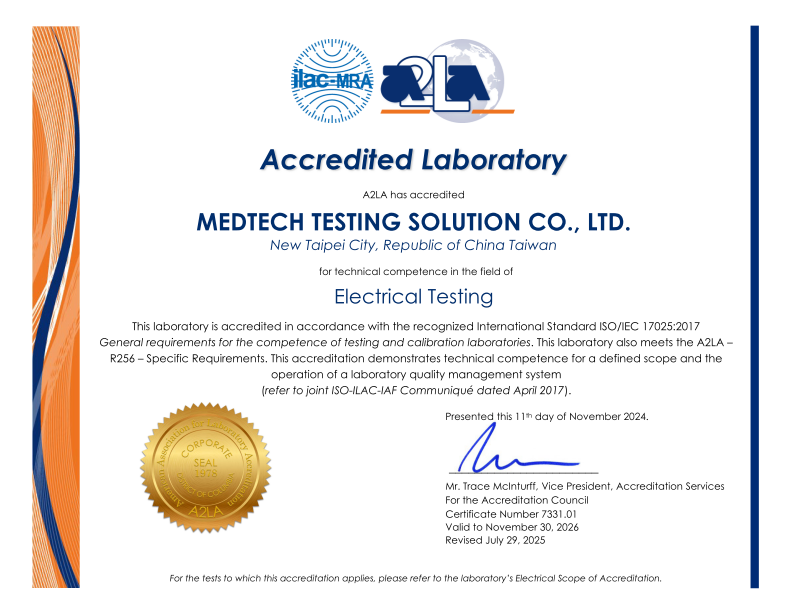 ilac-MRA
A2LA
Accredited Laboratory
A2LA has accredited
MEDTECH TESTING SOLUTION CO., LTD.
New Taipei City, Republic of China Taiwan
for technical competence in the field of
Electrical Testing
This laboratory is accredited in accordance with the recognized International Standard ISO/IEC 17025:2017
General requirements for the competence of testing and calibration laboratories. This laboratory also meets the A2LA –
R256 – Specific Requirements. This accreditation demonstrates technical competence for a defined scope and the
operation of a laboratory quality management system
(refer to joint ISO-ILAC-IAF Communiqué dated April 2017).
American Association for Laboratory Accreditation
CORPORATE
SEAL
1978
DISTRICT OF COLUMBIA
A2LA
Presented this 11th day of November 2024.
Mr. Trace McInturff, Vice President, Accreditation Services
For the Accreditation Council
Certificate Number 7331.01
Valid to November 30, 2026
Revised July 29, 2025
For the tests to which this accreditation applies, please refer to the laboratory's Electrical Scope of Accreditation.